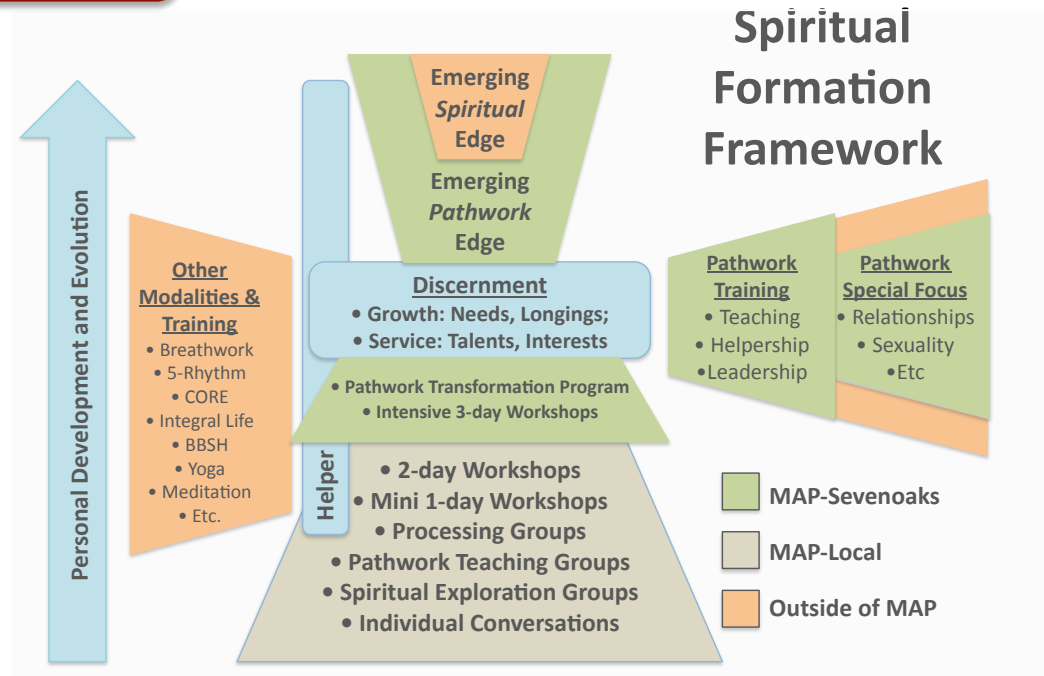 Spiritual
Formation
Framework
Personal Development and Evolution
Other
Modalities &
Training
• Breathwork
• 5-Rhythm
• CORE
• Integral Life
• BBSH
• Yoga
• Meditation
• Etc.
Helper
Emerging
Spiritual
Edge
Emerging
Pathwork
Edge
Discernment
• Growth: Needs, Longings;
• Service: Talents, Interests
• Pathwork Transformation Program
• Intensive 3-day Workshops
• 2-day Workshops
• Mini 1-day Workshops
• Processing Groups
• Pathwork Teaching Groups
• Spiritual Exploration Groups
• Individual Conversations
Pathwork
Training
• Teaching
• Helpership
•Leadership
Pathwork
Special Focus
• Relationships
• Sexuality
•Etc
MAP-Sevenoaks
MAP-Local
Outside of MAP